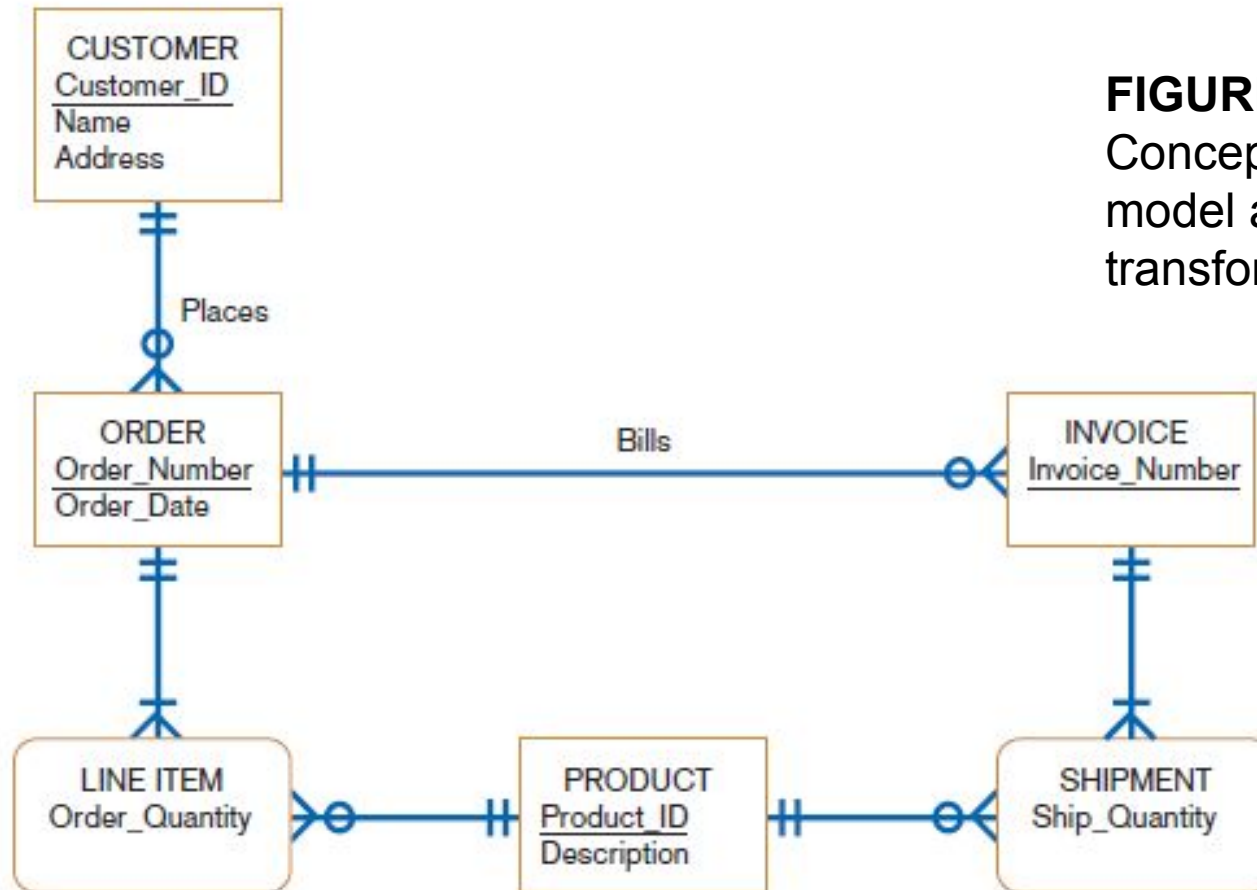 CUSTOMER
Customer_ID
Name
Address
Places
ORDER
Order_Number
Order_Date
Bills
INVOICE
Invoice_Number
LINE ITEM
Order_Quantity
PRODUCT
Product_ID
Description
SHIPMENT
Ship_Quantity
FIGUR
Concep
model a
transfor